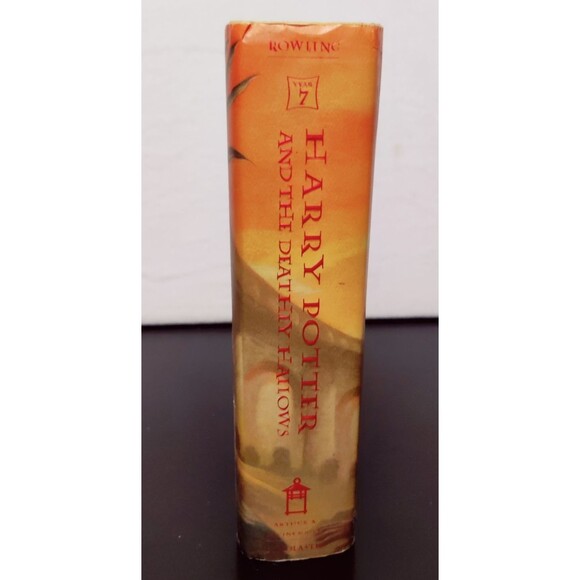 ROWLING
YEAR
7
HARRY POTTER
AND THE DEATHLY HALLOWS